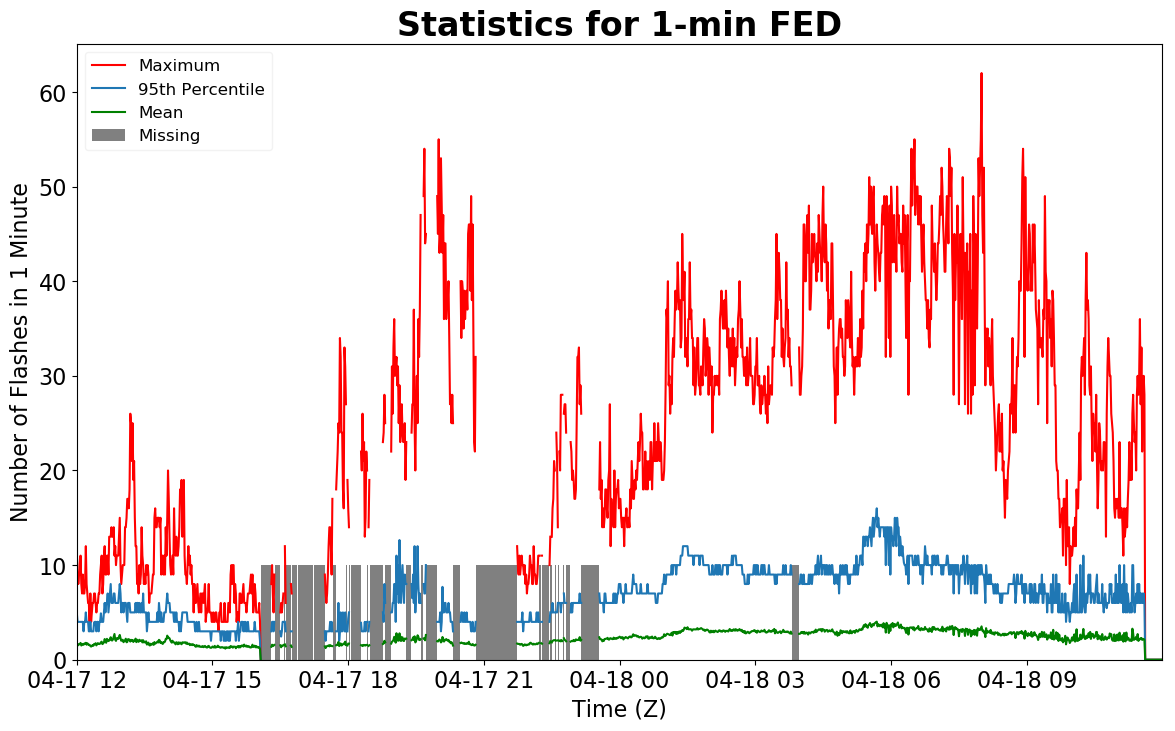 Statistics for 1-min FED
Maximum
95th Percentile
Mean
Missing
Number of Flashes in 1 Minute
60
50
40
30
20
10
0
04-17 12
04-17 15
04-17 18
04-17 21
04-18 00
04-18 03
04-18 06
04-18 09
Time (Z)